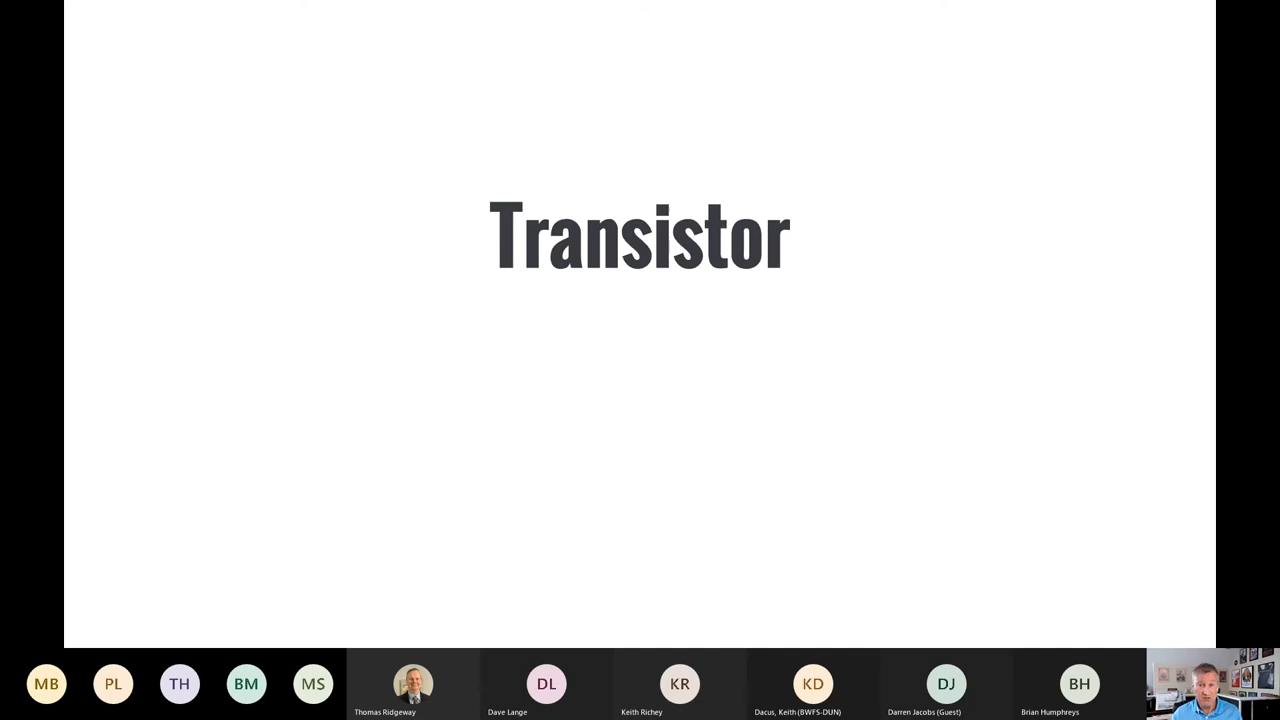 Transistor
MB
PL
TH
BM
MS
Thomas Ridgeway
DL
Dave Lange
KR
Keith Richey
KD
Dacus, Keith (BWFS-DUN)
DJ
Darren Jacobs (Guest)
BH
Brian Humphreys